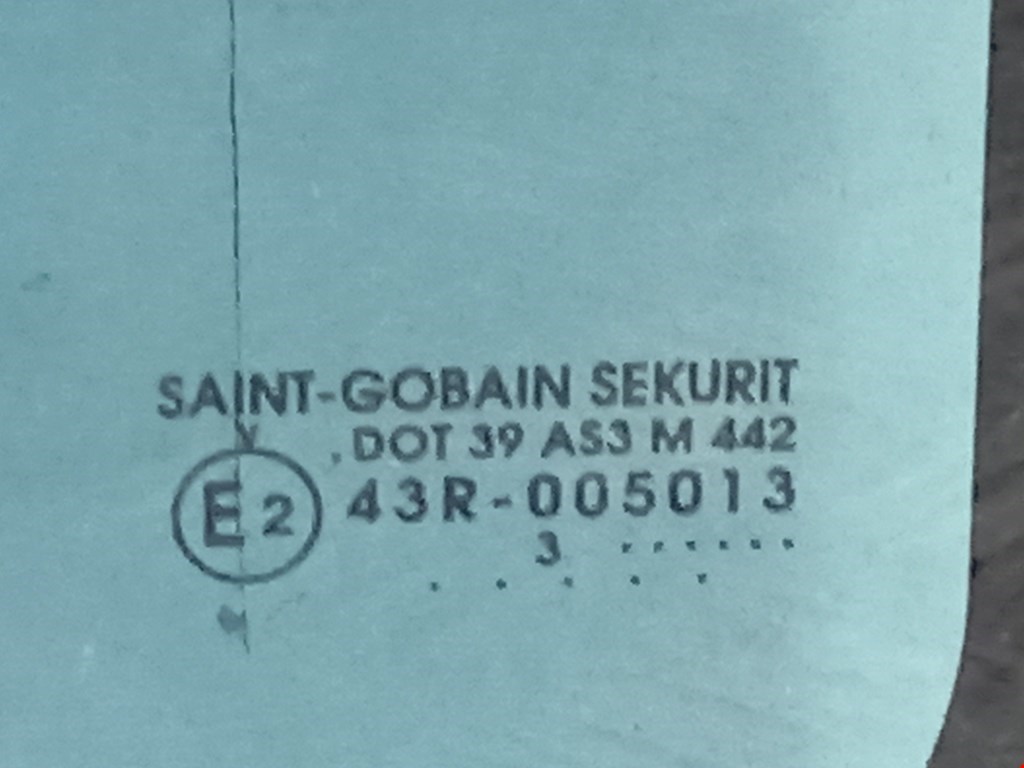 SAINT-GOBAIN SEKURIT
.DOT 39 AS3 M 442
E2 43R-005013
3 . . . . . .
. . . . .